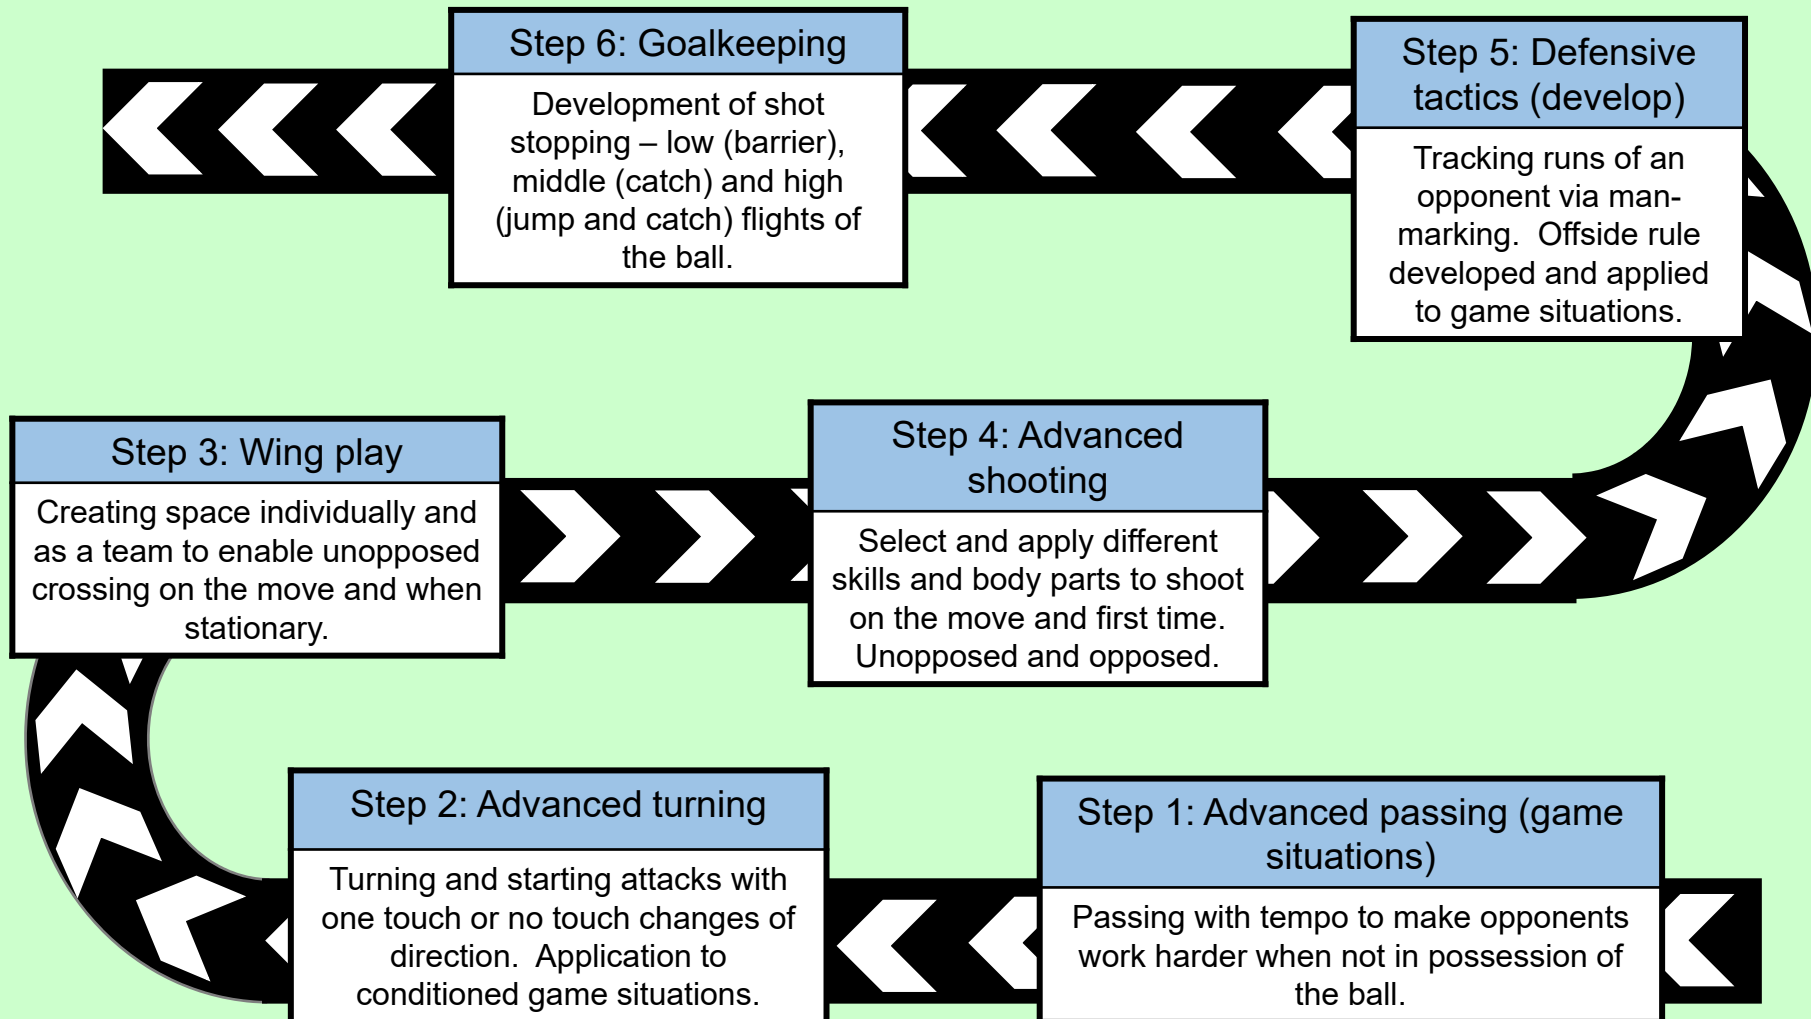 Step 6: Goalkeeping
Development of shot
stopping – low (barrier),
middle (catch) and high
(jump and catch) flights of
the ball.
Step 5: Defensive
tactics (develop)
Tracking runs of an
opponent via man-
marking.  Offside rule
developed and applied
to game situations.
Step 3: Wing play
Creating space individually and
as a team to enable unopposed
crossing on the move and when
stationary.
Step 4: Advanced
shooting
Select and apply different
skills and body parts to shoot
on the move and first time.
Unopposed and opposed.
Step 2: Advanced turning
Turning and starting attacks with
one touch or no touch changes of
direction.  Application to
conditioned game situations.
Step 1: Advanced passing (game
situations)
Passing with tempo to make opponents
work harder when not in possession of
the ball.